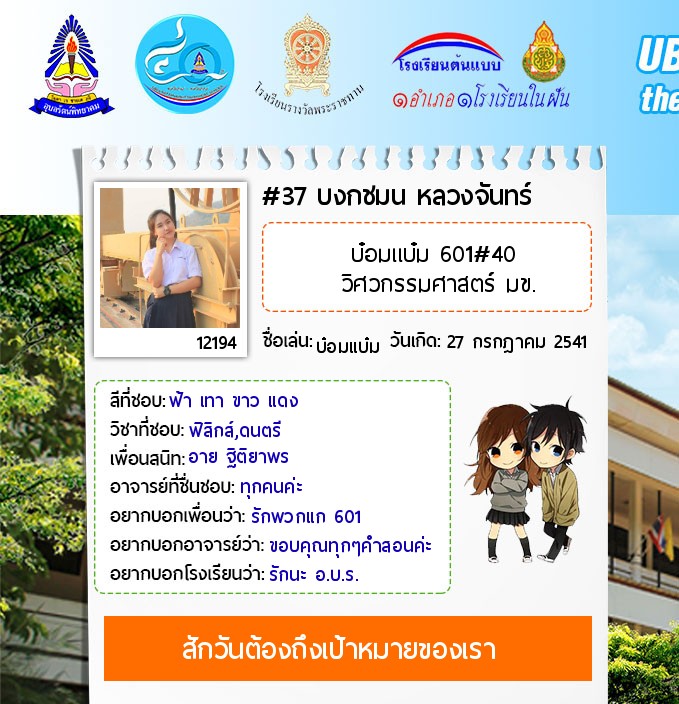 อุบลรัตน์พิทยาคม
โรงเรียนรางวัลพระราชทาน
โรงเรียนต้นแบบ
๑อำเภอ๑โรงเรียนในฝัน
UB
the
#37 บงกชมน หลวงจันทร์
บ๋อมแบ๋ม 601#40
วิศวกรรมศาสตร์ มข.
12194
ชื่อเล่น: บ๋อมแบ๋ม วันเกิด: 27 กรกฎาคม 2541
สีที่ชอบ: ฟ้า เทา ขาว แดง
วิชาที่ชอบ: ฟิสิกส์,ดนตรี
เพื่อนสนิท: อาย ฐิติยาพร
อาจารย์ที่ชื่นชอบ: ทุกคนค่ะ
อยากบอกเพื่อนว่า: รักพวกแก 601
อยากบอกอาจารย์ว่า: ขอบคุณทุกๆคำสอนค่ะ
อยากบอกโรงเรียนว่า: รักนะ อ.บ.ร.
สักวันต้องถึงเป้าหมายของเรา